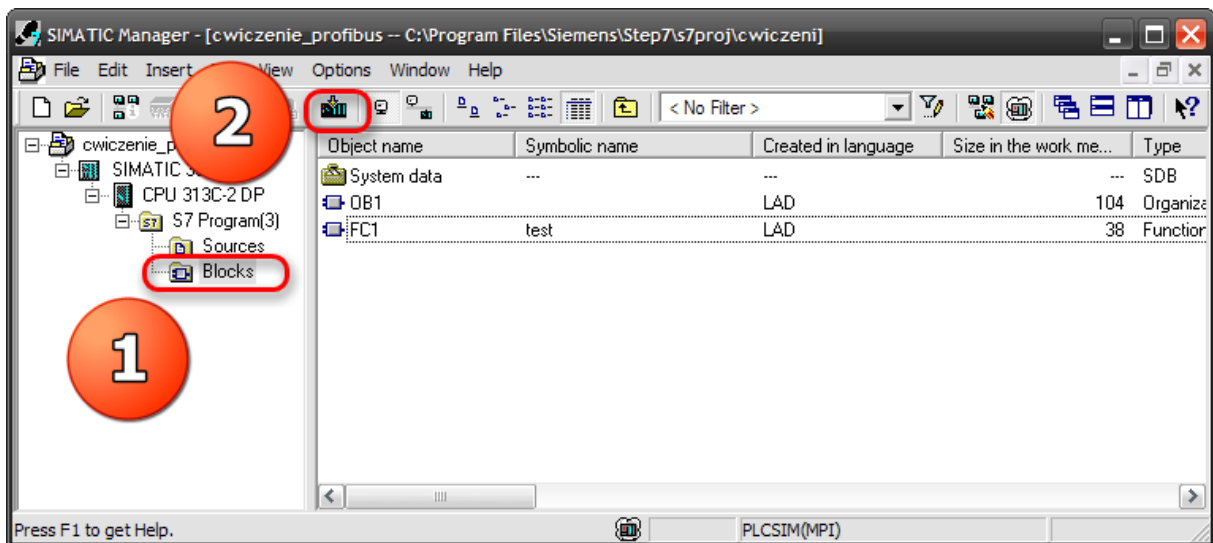 SIMATIC Manager - [cwiczenie_profibus -- C:\Program Files\Siemens\Step7\s7proj\cwiczeni]
File Edit Insert View Options Window Help
2
< No Filter >
cwiczenie_p
SIMATIC 3
CPU 313C-2 DP
S7 Program(3)
Sources
Blocks
1
Object name Symbolic name Created in language Size in the work me... Type
System data --- --- --- SDB
OB1 LAD 104 Organiza
FC1 test LAD 38 Function
Press F1 to get Help. PLCSIM(MPI)